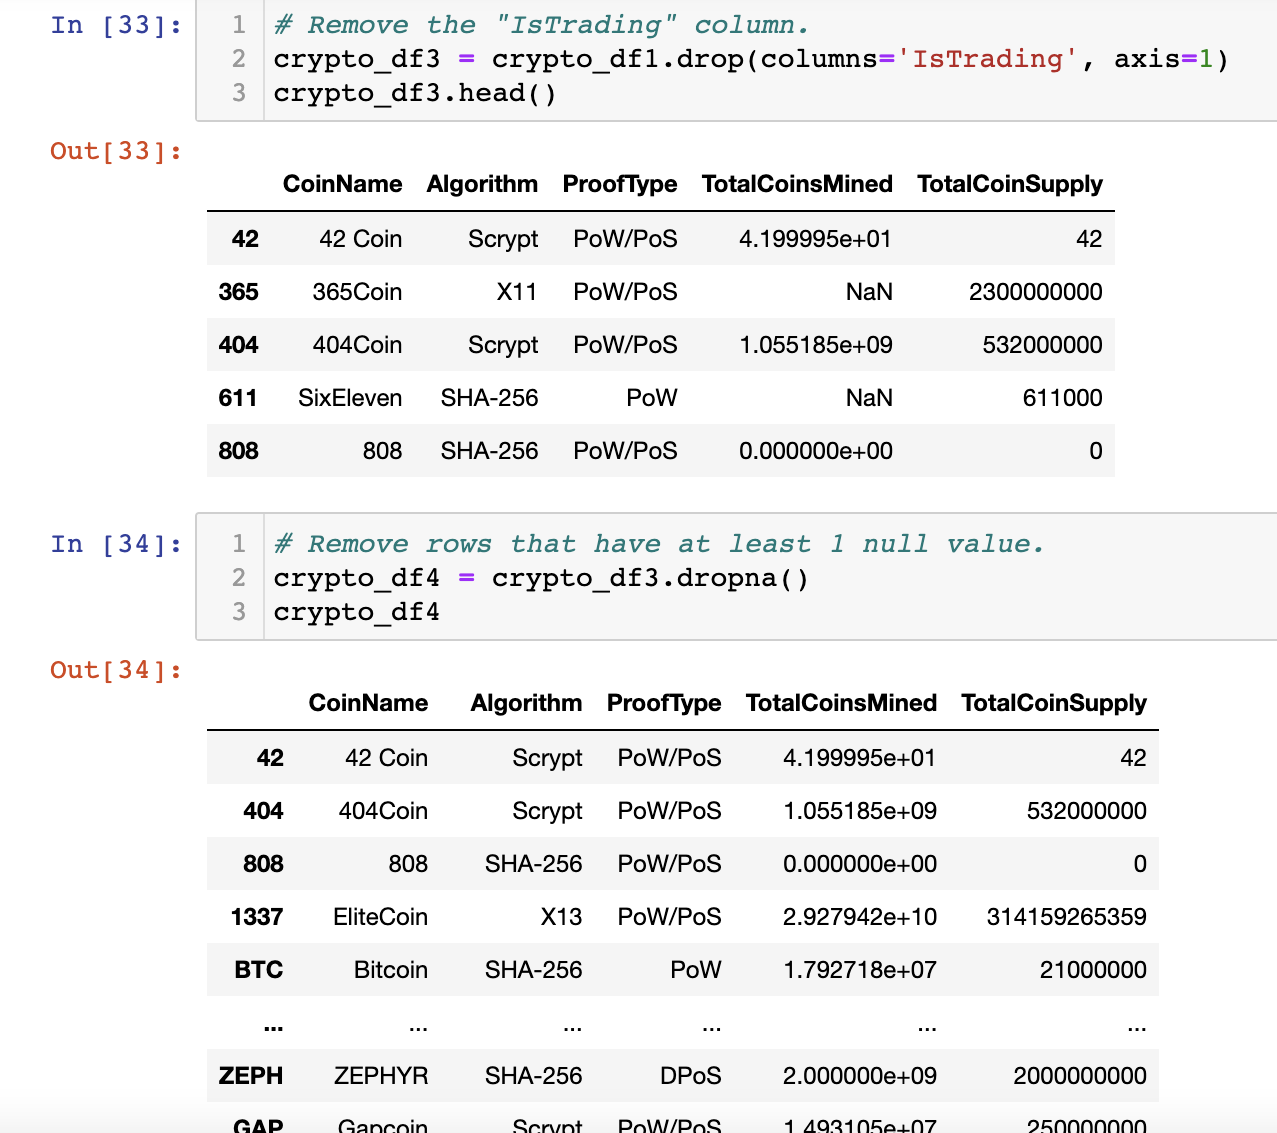 In [33]:
1 # Remove the "IsTrading" column.
2 crypto_df3 = crypto_df1.drop(columns='IsTrading', axis=1)
3 crypto_df3.head()
Out[33]:
CoinName Algorithm ProofType TotalCoinsMined TotalCoinSupply
42 42 Coin Scrypt PoW/PoS 4.199995e+01 42
365 365Coin X11 PoW/PoS NaN 2300000000
404 404Coin Scrypt PoW/PoS 1.055185e+09 532000000
611 SixEleven SHA-256 PoW NaN 611000
808 808 SHA-256 PoW/PoS 0.000000e+00 0
In [34]:
1 # Remove rows that have at least 1 null value.
2 crypto_df4 = crypto_df3.dropna()
3 crypto_df4
Out[34]:
CoinName Algorithm ProofType TotalCoinsMined TotalCoinSupply
42 42 Coin Scrypt PoW/PoS 4.199995e+01 42
404 404Coin Scrypt PoW/PoS 1.055185e+09 532000000
808 808 SHA-256 PoW/PoS 0.000000e+00 0
1337 EliteCoin X13 PoW/PoS 2.927942e+10 314159265359
BTC Bitcoin SHA-256 PoW 1.792718e+07 21000000
... ... ... ... ... ...
ZEPH ZEPHYR SHA-256 DPoS 2.000000e+09 2000000000
GAP Gapcoin Scrypt PoW/PoS 1.493105e+07 250000000